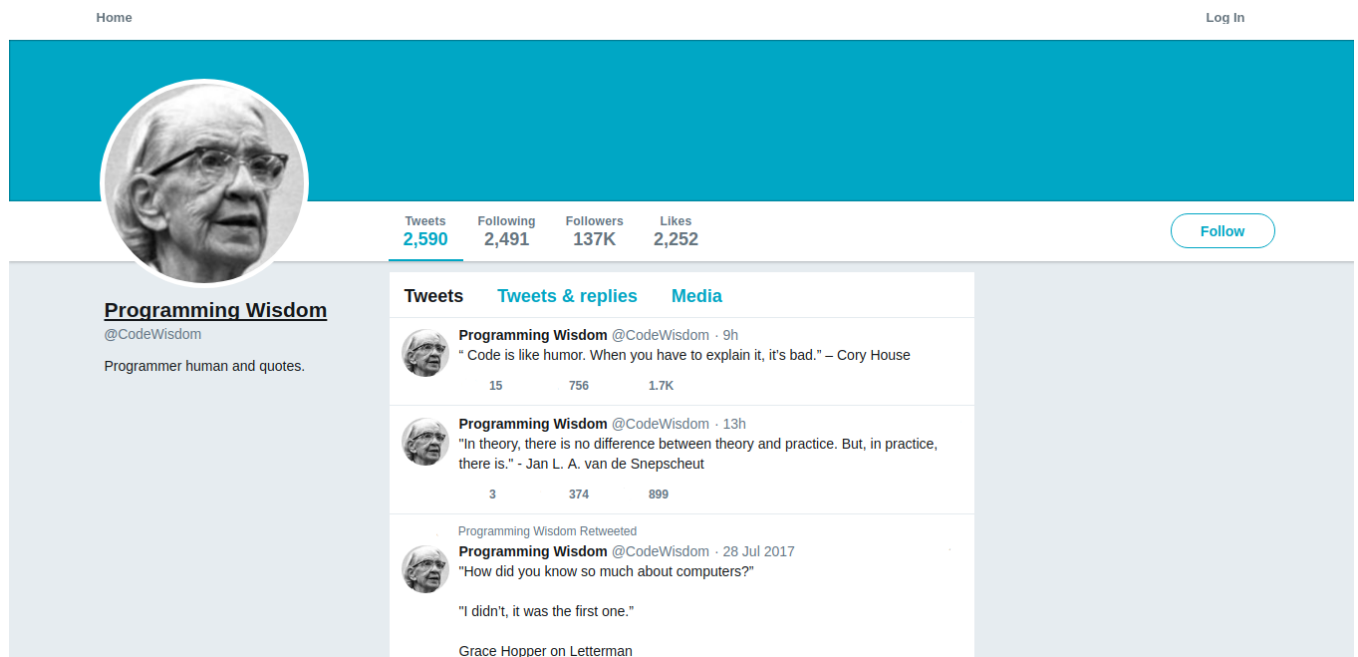 Home
Log In
Tweets
Following
Followers
Likes
2,590
2,491
137K
2,252
Follow
Programming Wisdom
@CodeWisdom
Programmer human and quotes.
Tweets
Tweets & replies
Media
Programming Wisdom @CodeWisdom · 9h
“ Code is like humor. When you have to explain it, it’s bad.” – Cory House
15 756 1.7K
Programming Wisdom @CodeWisdom · 13h
"In theory, there is no difference between theory and practice. But, in practice,
there is." - Jan L. A. van de Snepscheut
3 374 899
Programming Wisdom Retweeted
Programming Wisdom @CodeWisdom · 28 Jul 2017
"How did you know so much about computers?”
"I didn’t, it was the first one.”
Grace Hopper on Letterman